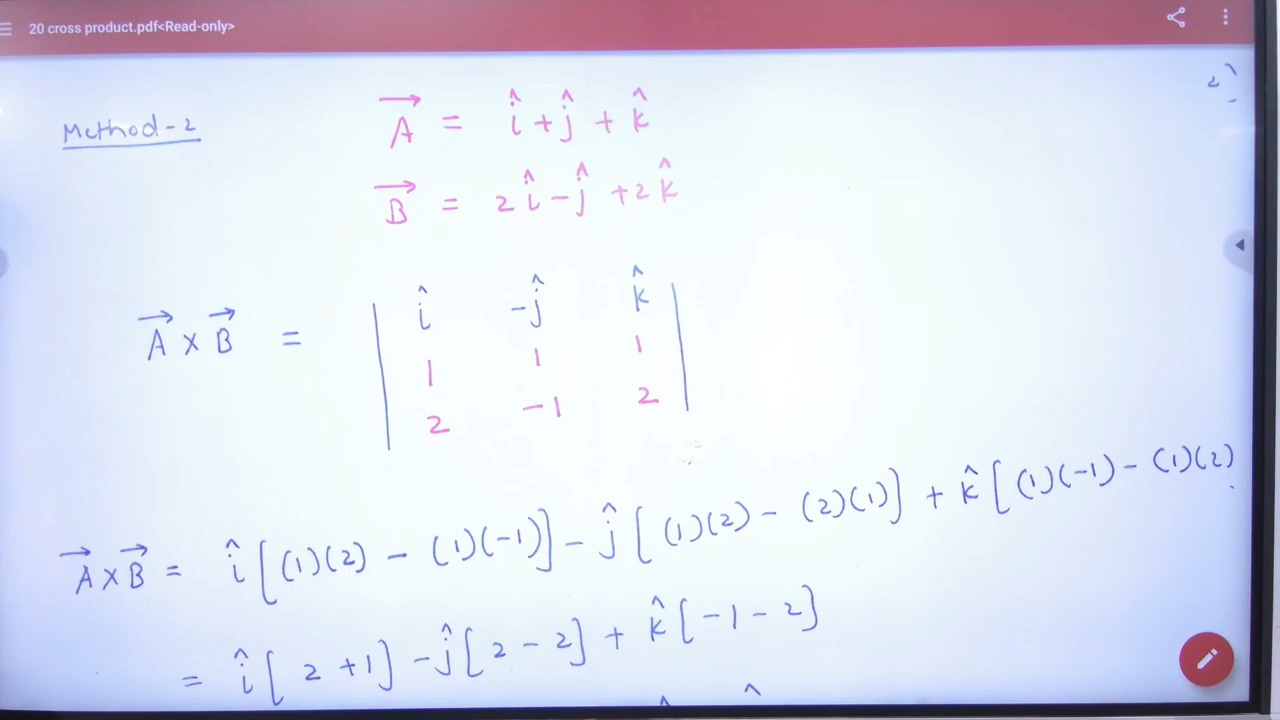 20 cross product.pdf<Read-only>
Method-2
A⃗ = î + ĵ + k̂
B⃗ = 2î - ĵ + 2k̂
A⃗ × B⃗ = | î -ĵ k̂ |
1 1 1
2 -1 2
A⃗×B⃗ = î [(1)(2) - (1)(-1)] - ĵ [(1)(2) - (2)(1)] + k̂ [(1)(-1) - (1)(2)
= î [2+1] - ĵ [2-2] + k̂ [-1-2]